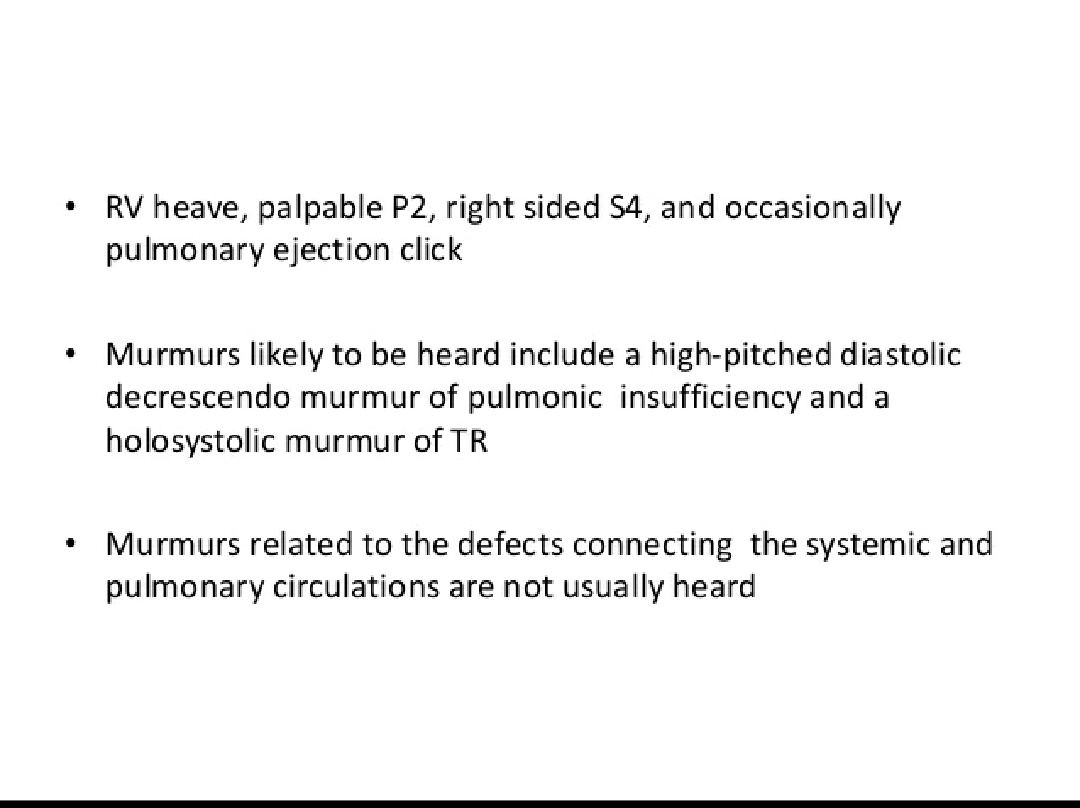 • RV heave, palpable P2, right sided S4, and occasionally
pulmonary ejection click
• Murmurs likely to be heard include a high-pitched diastolic
decrescendo murmur of pulmonic  insufficiency and a
holosystolic murmur of TR
• Murmurs related to the defects connecting  the systemic and
pulmonary circulations are not usually heard